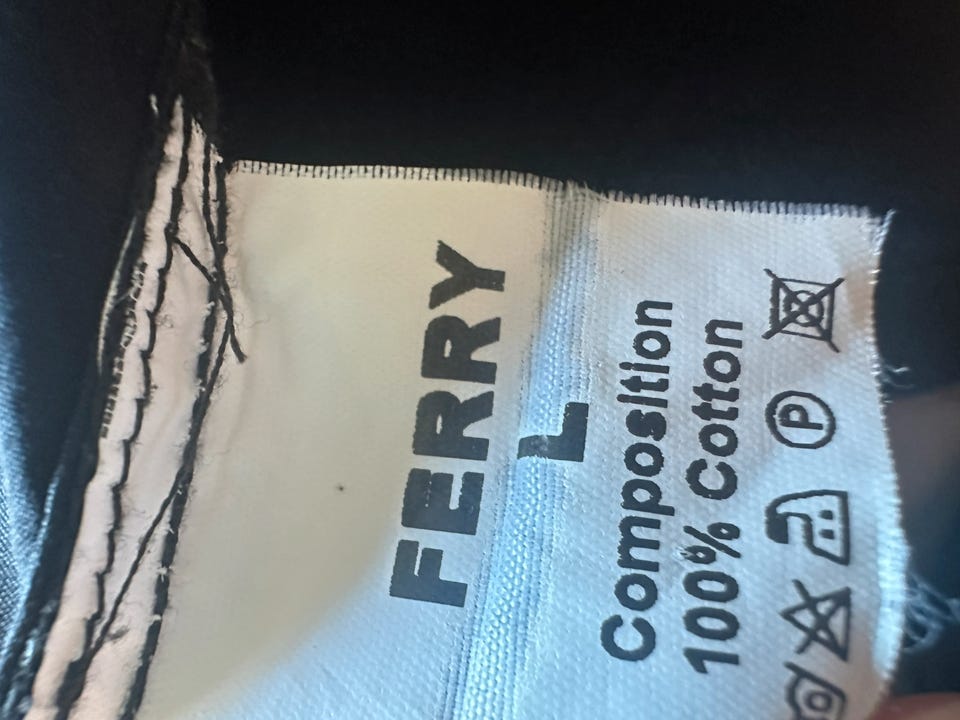 FERRY
L
Composition
100% Cotton
P